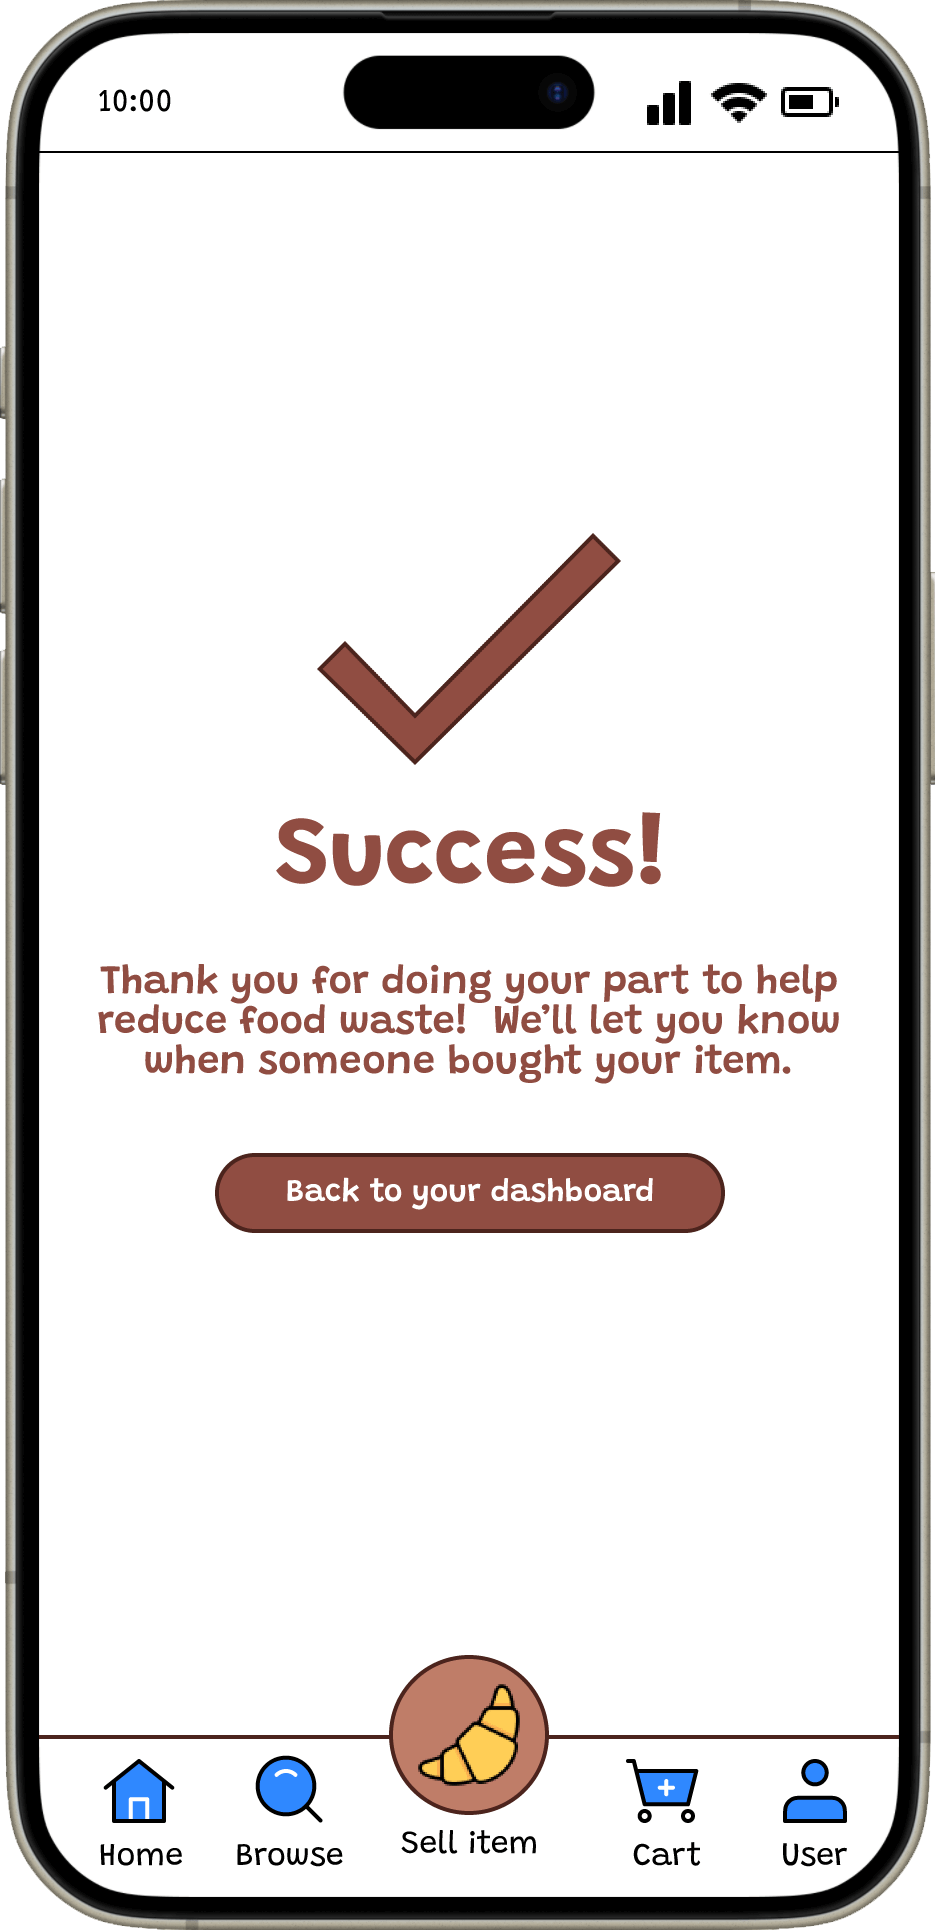 10:00
Success!
Thank you for doing your part to help
reduce food waste!  We’ll let you know
when someone bought your item.
Back to your dashboard
Home
Browse
Sell item
Cart
User